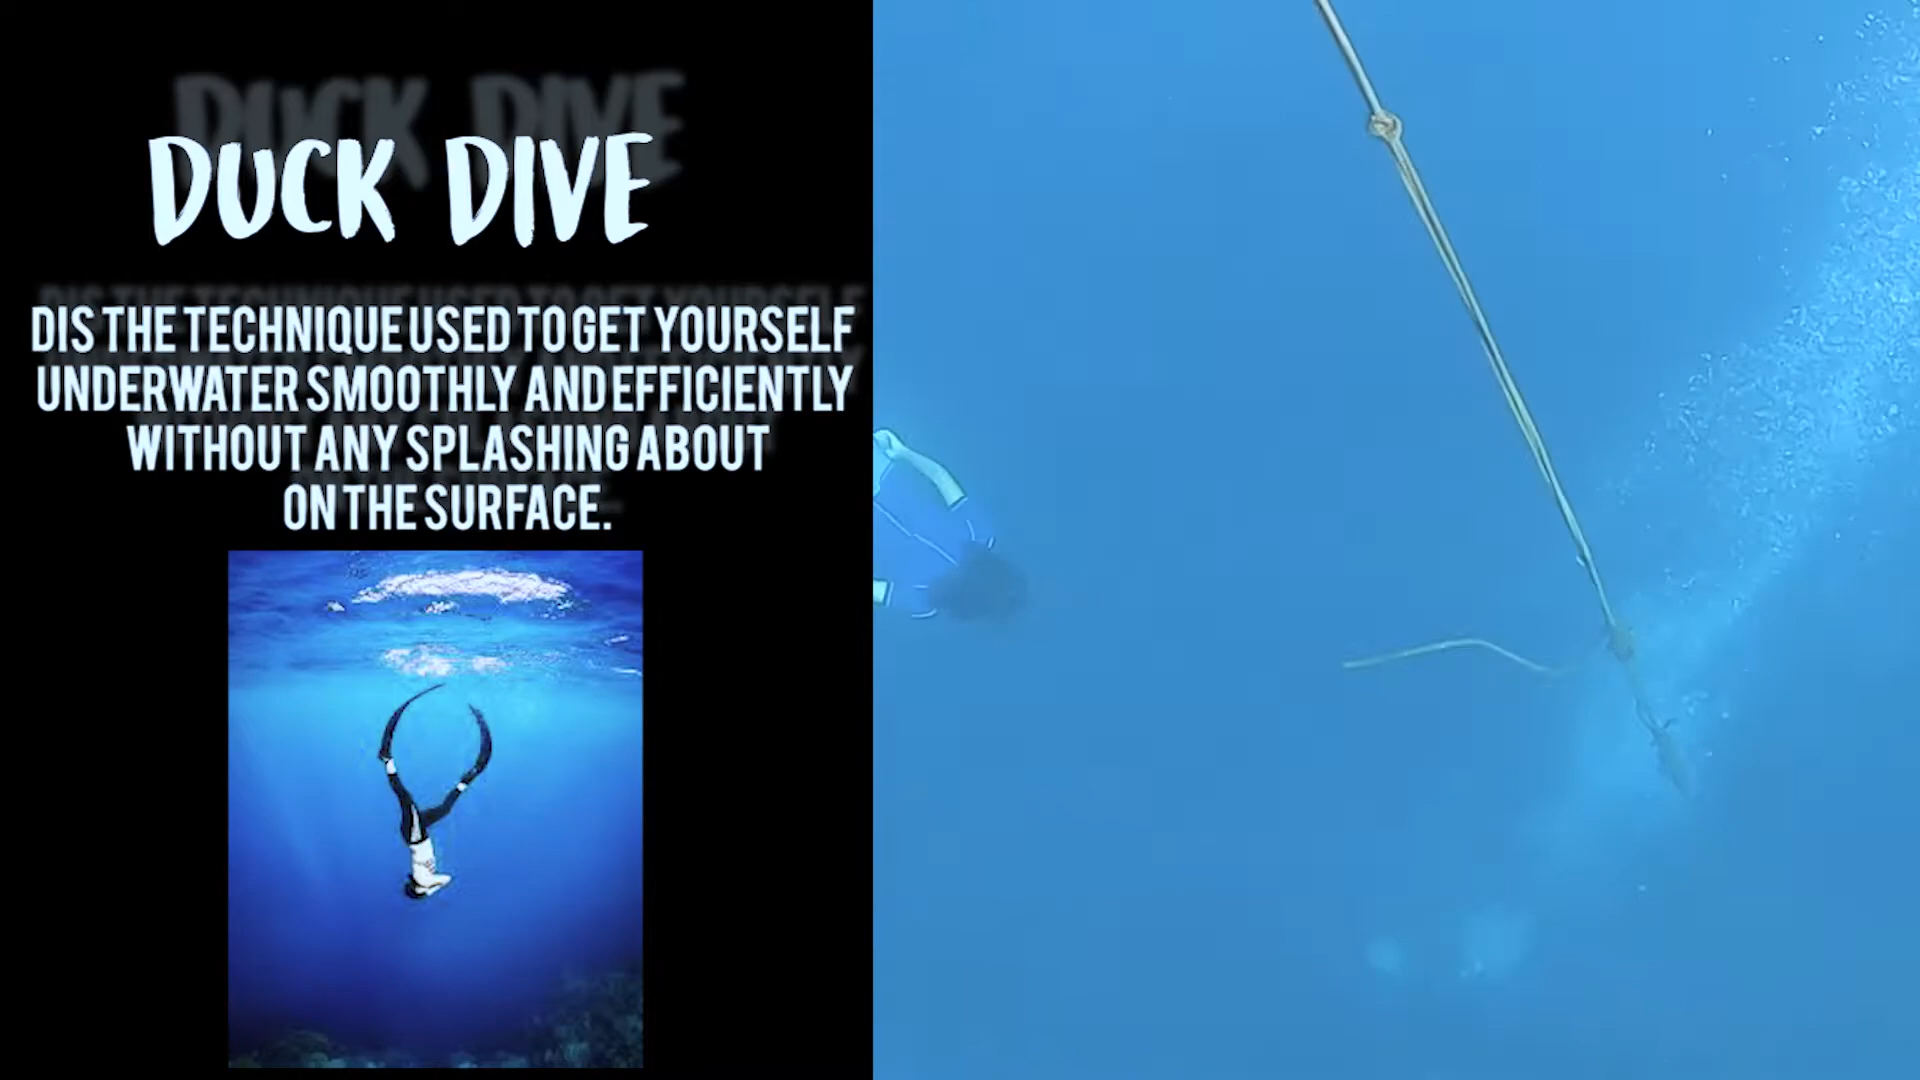 DUCK DIVE
DIS THE TECHNIQUE USED TO GET YOURSELF
UNDERWATER SMOOTHLY AND EFFICIENTLY
WITHOUT ANY SPLASHING ABOUT
ON THE SURFACE.